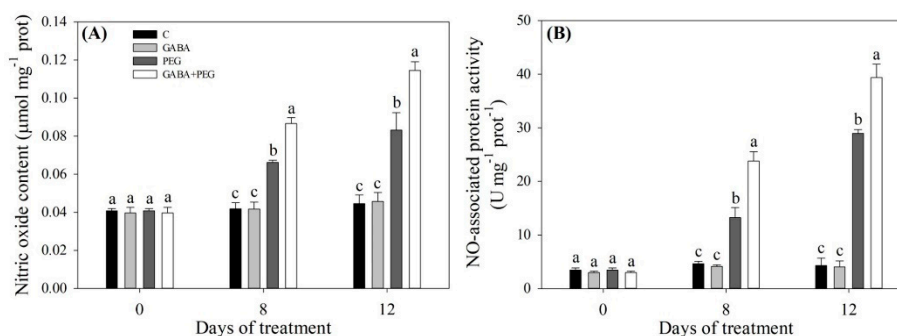 (A)
C
GABA
PEG
GABA+PEG
Nitric oxide content (μmol mg⁻¹ prot)
0.14
0.12
0.10
0.08
0.06
0.04
0.02
0.00
a a a a
c c b a
c c b a
0 8 12
Days of treatment
(B)
NO-associated protein activity
(U mg⁻¹ prot⁻¹)
50
40
30
20
10
0
a a a a
c c b a
c c b a
0 8 12
Days of treatment